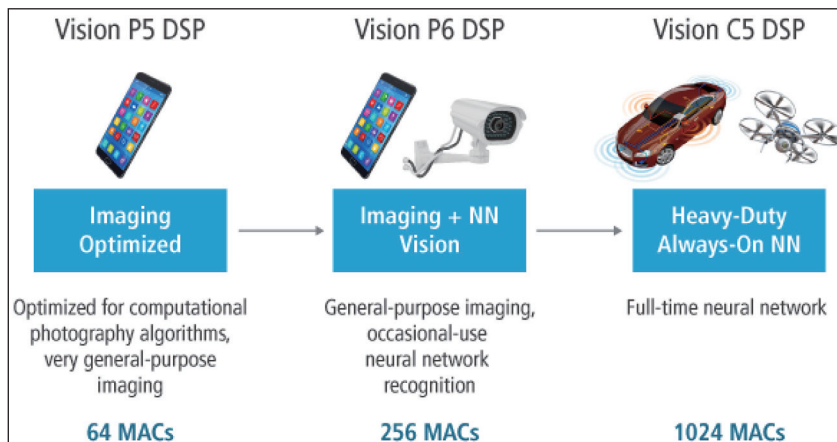 Vision P5 DSP
Vision P6 DSP
Vision C5 DSP
Imaging
Optimized
Imaging + NN
Vision
Heavy-Duty
Always-On NN
Optimized for computational
photography algorithms,
very general-purpose
imaging
General-purpose imaging,
occasional-use
neural network
recognition
Full-time neural network
64 MACs
256 MACs
1024 MACs